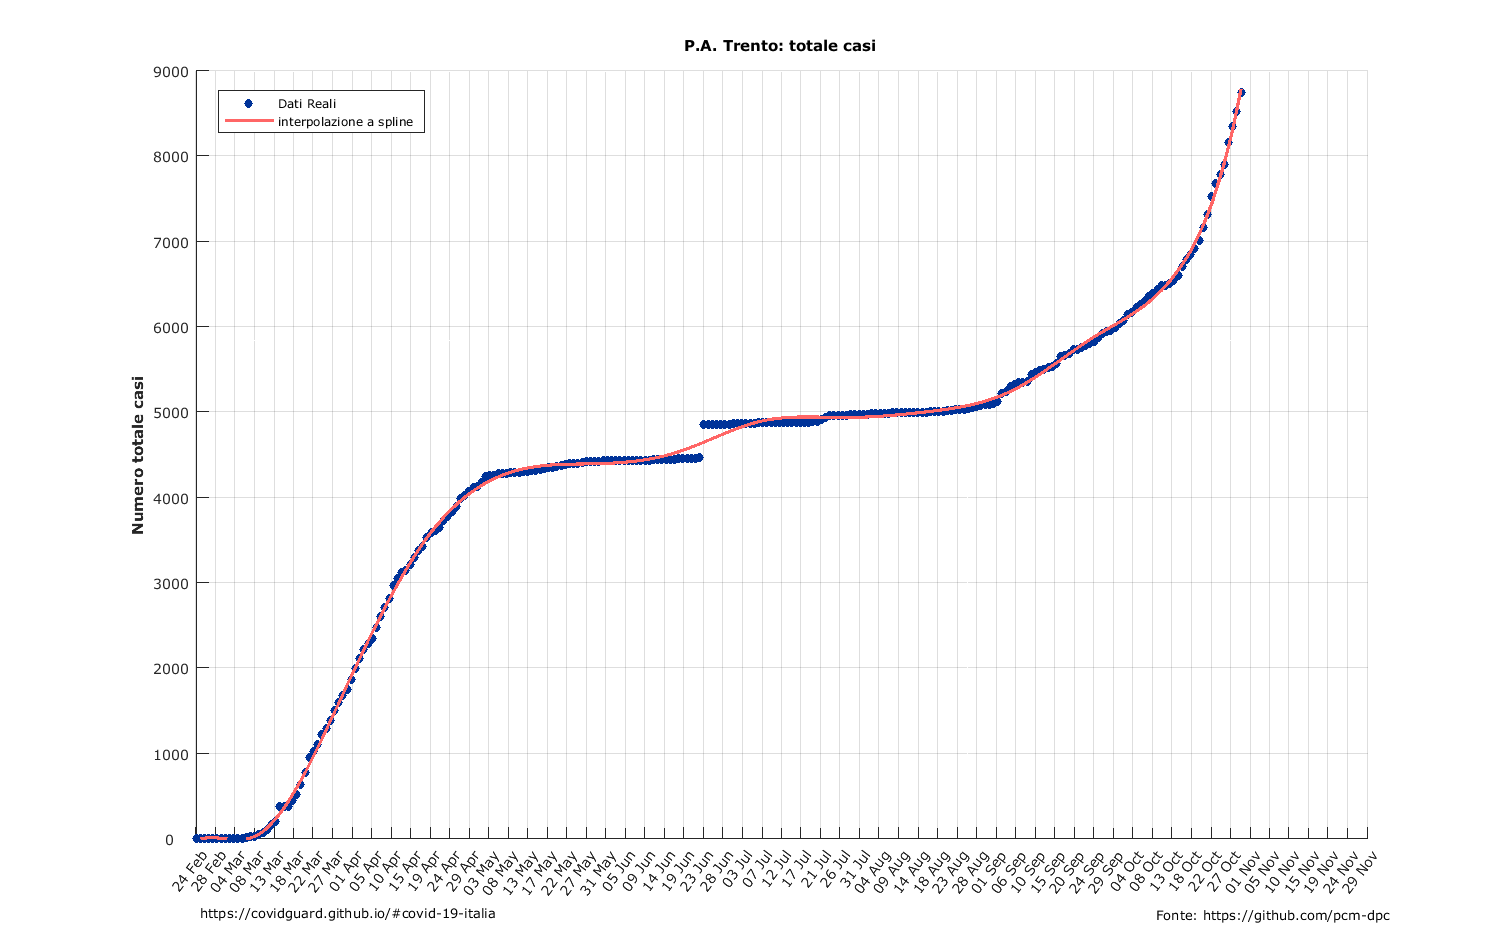 P.A. Trento: totale casi
9000
8000
7000
6000
5000
4000
3000
2000
1000
0
Numero totale casi
Dati Reali
interpolazione a spline
24 Feb
28 Feb
04 Mar
08 Mar
13 Mar
18 Mar
22 Mar
27 Mar
01 Apr
05 Apr
10 Apr
15 Apr
19 Apr
24 Apr
29 Apr
03 May
08 May
13 May
17 May
22 May
27 May
31 May
05 Jun
09 Jun
14 Jun
19 Jun
23 Jun
28 Jun
03 Jul
07 Jul
12 Jul
17 Jul
21 Jul
26 Jul
31 Jul
04 Aug
09 Aug
14 Aug
18 Aug
23 Aug
28 Aug
01 Sep
06 Sep
10 Sep
15 Sep
20 Sep
24 Sep
29 Sep
04 Oct
08 Oct
13 Oct
18 Oct
22 Oct
27 Oct
01 Nov
05 Nov
10 Nov
15 Nov
19 Nov
24 Nov
29 Nov
https://covidguard.github.io/#covid-19-italia
Fonte: https://github.com/pcm-dpc